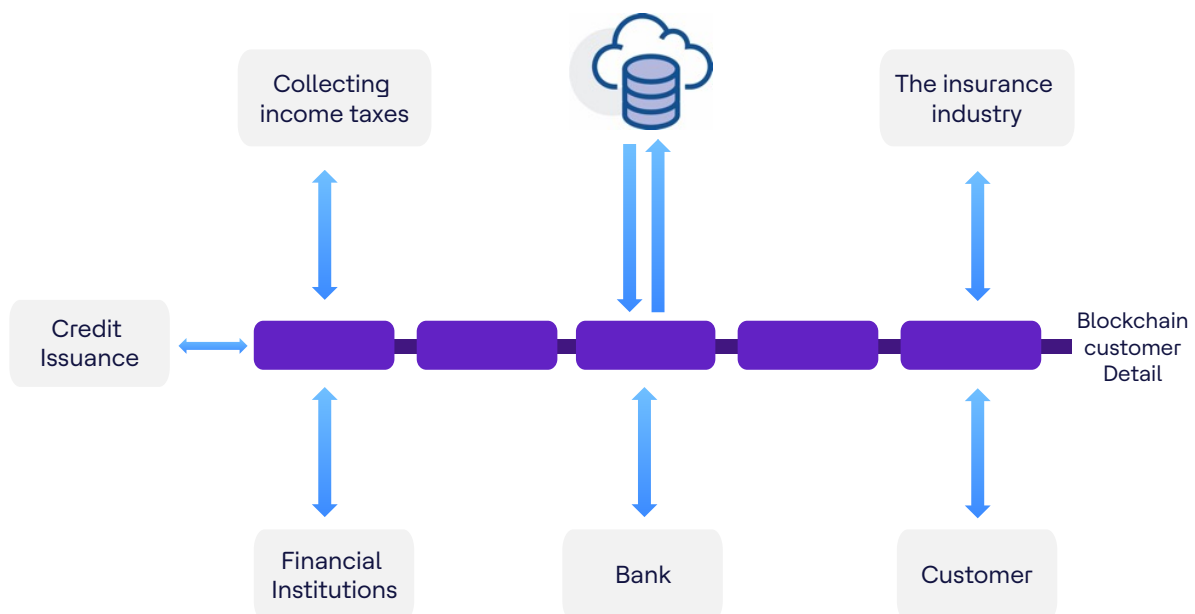 Collecting
income taxes
The insurance
industry
Credit
Issuance
Blockchain
customer
Detail
Financial
Institutions
Bank
Customer